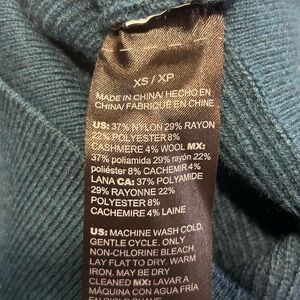 XS / XP
MADE IN CHINA/ HECHO EN
CHINA/ FABRIQUÉ EN CHINE
US: 37% NYLON 29% RAYON
22% POLYESTER 8%
CASHMERE 4% WOOL MX:
37% poliamida 29% rayón 22%
poliéster 8% CACHEMIR 4%
LANA CA: 37% POLYAMIDE
29% RAYONNE 22%
POLYESTER 8%
CACHEMIRE 4% LAINE
US: MACHINE WASH COLD,
GENTLE CYCLE. ONLY
NON-CHLORINE BLEACH.
LAY FLAT TO DRY. WARM
IRON. MAY BE DRY
CLEANED MX: LAVAR A
MÁQUINA CON AGUA FRÍA
EN CICLO SUAVE